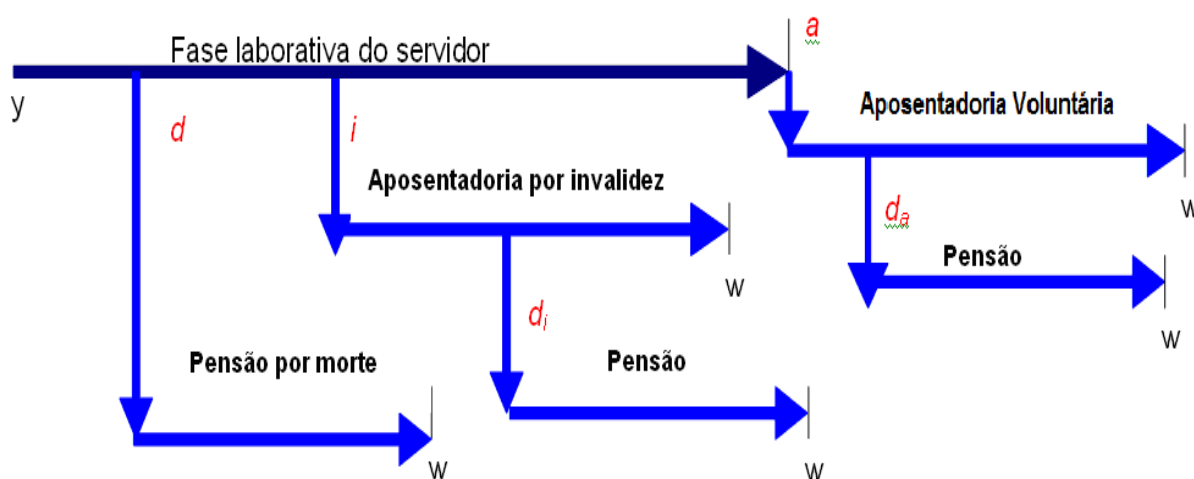 Fase laborativa do servidor
a
y
d
i
Aposentadoria Voluntária
w
Aposentadoria por invalidez
w
da
Pensão
w
di
Pensão por morte
w
Pensão
w